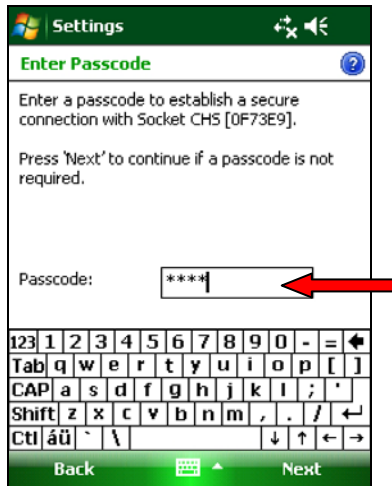 Settings
Enter Passcode
Enter a passcode to establish a secure
connection with Socket CHS [0F73E9].
Press 'Next' to continue if a passcode is not
required.
Passcode: ****
123 1 2 3 4 5 6 7 8 9 0 - =
Tab q w e r t y u i o p [ ]
CAP a s d f g h j k l ; '
Shift z x c v b n m , . /
Ctl áü ` \
Back Next